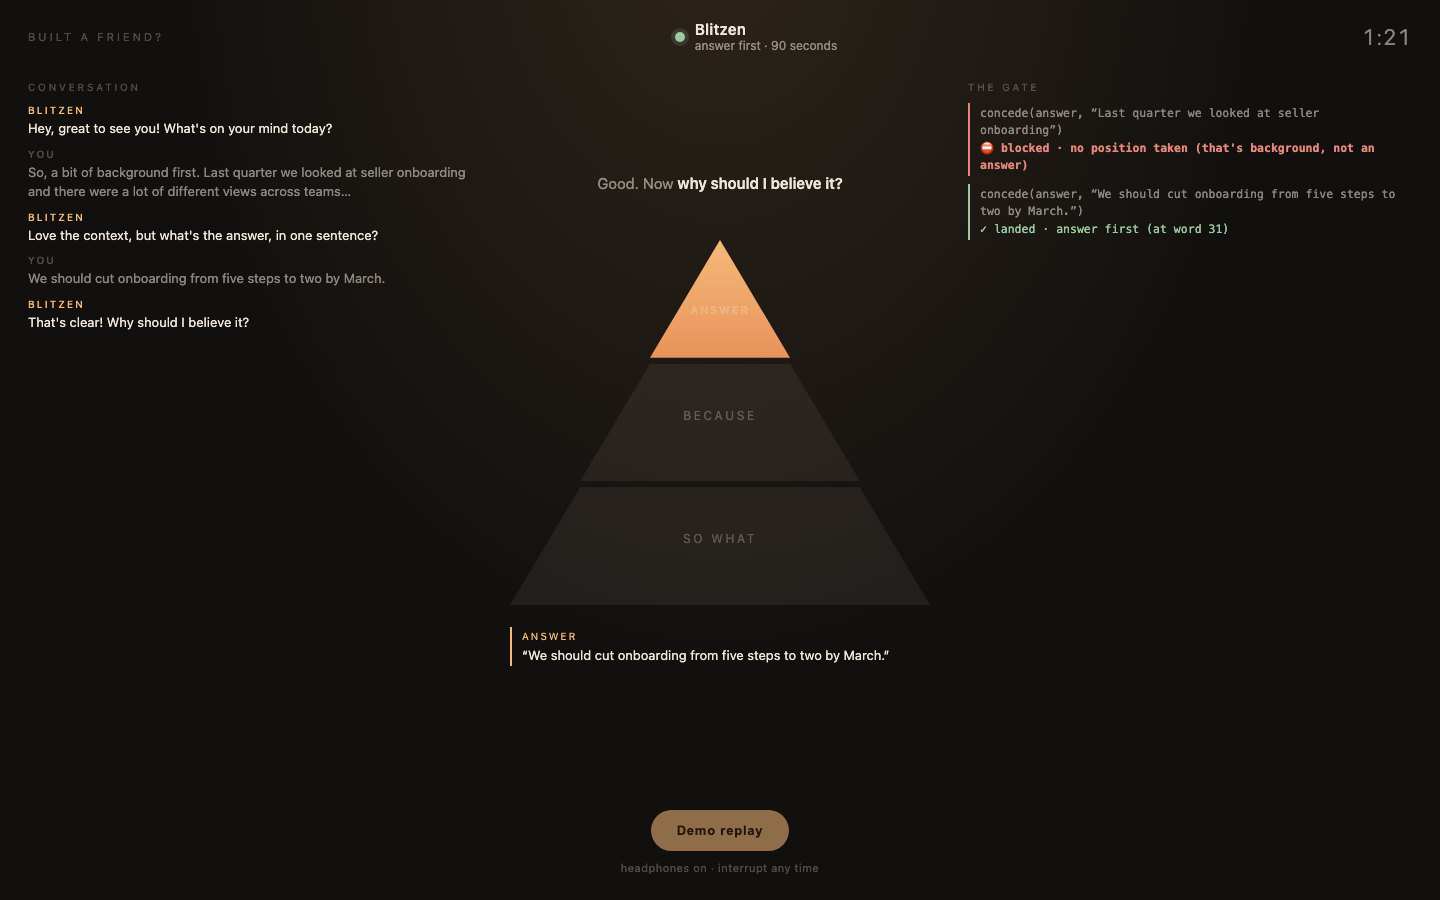 BUILT A FRIEND?
Blitzen
answer first · 90 seconds
1:21
CONVERSATION
BLITZEN
Hey, great to see you! What's on your mind today?
YOU
So, a bit of background first. Last quarter we looked at seller onboarding
and there were a lot of different views across teams…
BLITZEN
Love the context, but what's the answer, in one sentence?
YOU
We should cut onboarding from five steps to two by March.
BLITZEN
That's clear! Why should I believe it?
Good. Now why should I believe it?
ANSWER
BECAUSE
SO WHAT
ANSWER
“We should cut onboarding from five steps to two by March.”
THE GATE
concede(answer, “Last quarter we looked at seller
onboarding”)
⛔ blocked · no position taken (that's background, not an
answer)
concede(answer, “We should cut onboarding from five steps to
two by March.”)
✓ landed · answer first (at word 31)
Demo replay
headphones on · interrupt any time